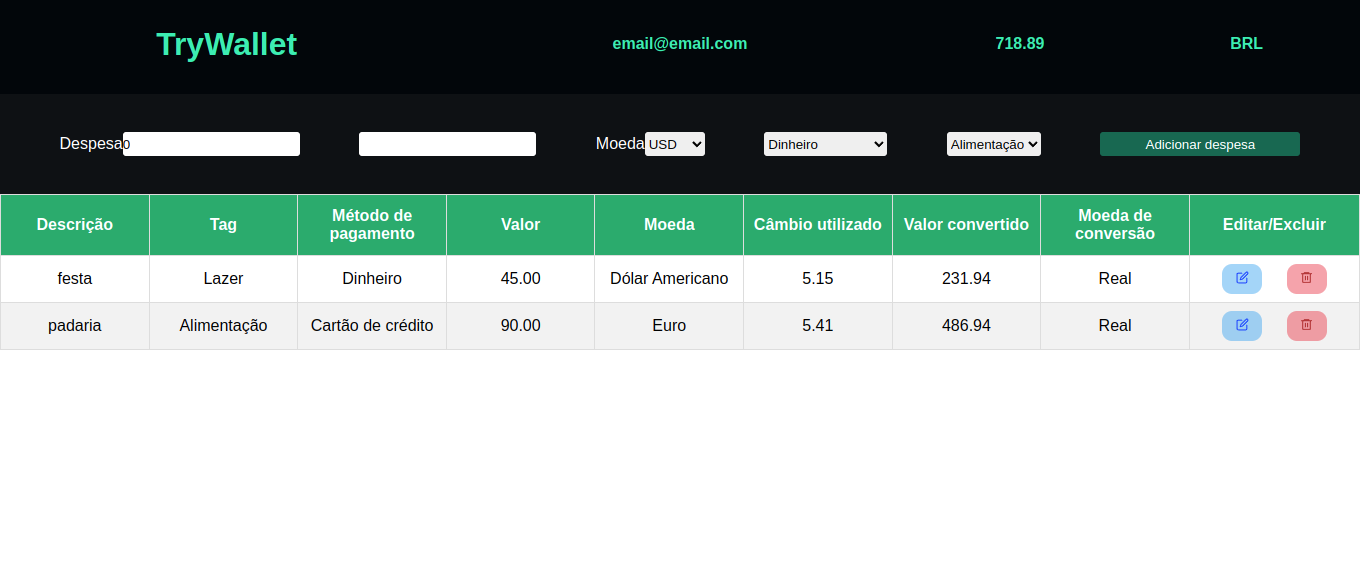 TryWallet email@email.com 718.89 BRL
Despesa 0 Moeda USD Dinheiro Alimentação Adicionar despesa
Descrição Tag Método de pagamento Valor Moeda Câmbio utilizado Valor convertido Moeda de conversão Editar/Excluir
festa Lazer Dinheiro 45.00 Dólar Americano 5.15 231.94 Real
padaria Alimentação Cartão de crédito 90.00 Euro 5.41 486.94 Real